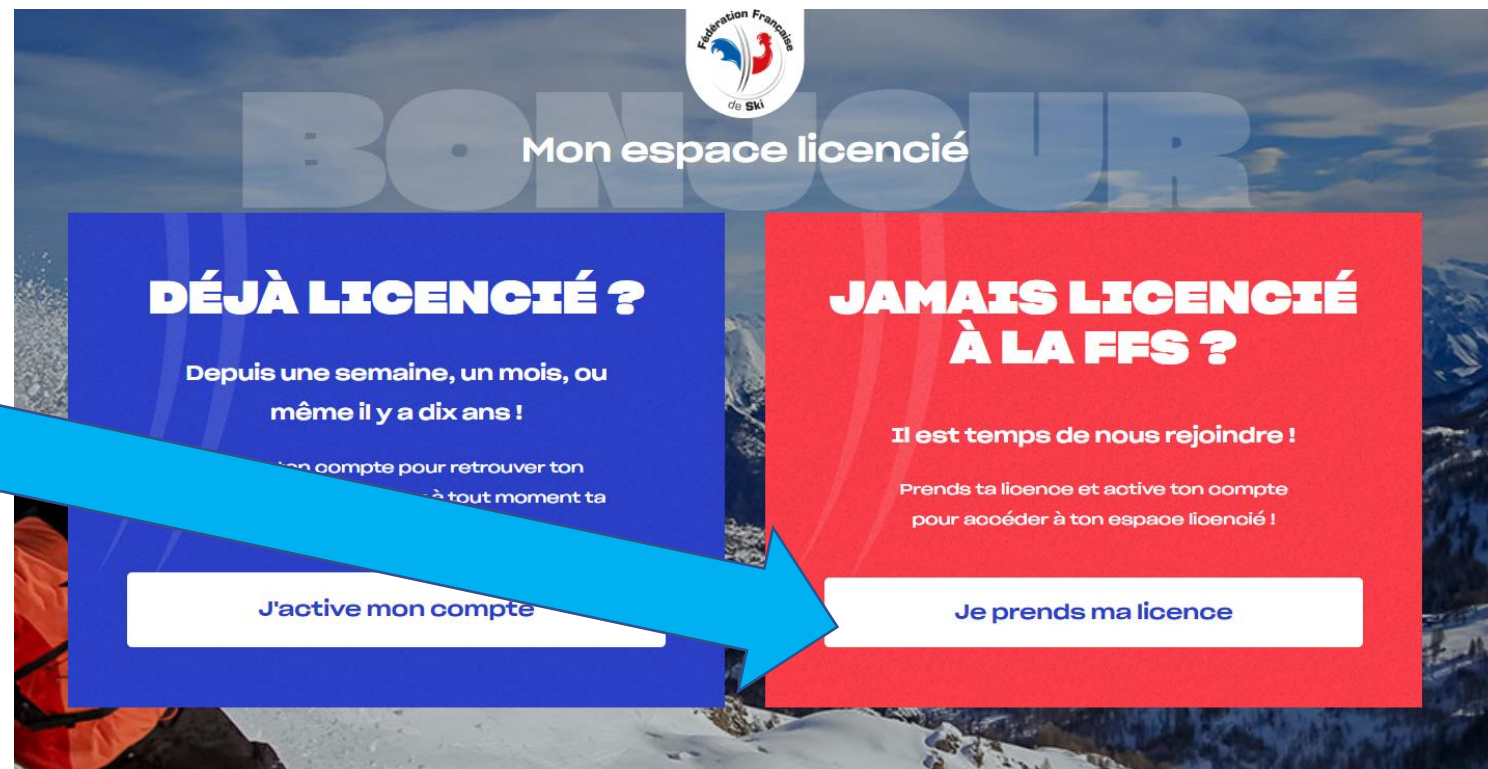 Fédération Française
de Ski
BONJOUR
Mon espace licencié
DÉJÀ LICENCIÉ ?
Depuis une semaine, un mois, ou
même il y a dix ans !
ton compte pour retrouver ton
à tout moment ta
J'active mon compte
JAMAIS LICENCIÉ
À LA FFS ?
Il est temps de nous rejoindre !
Prends ta licence et active ton compte
pour accéder à ton espace licencié !
Je prends ma licence